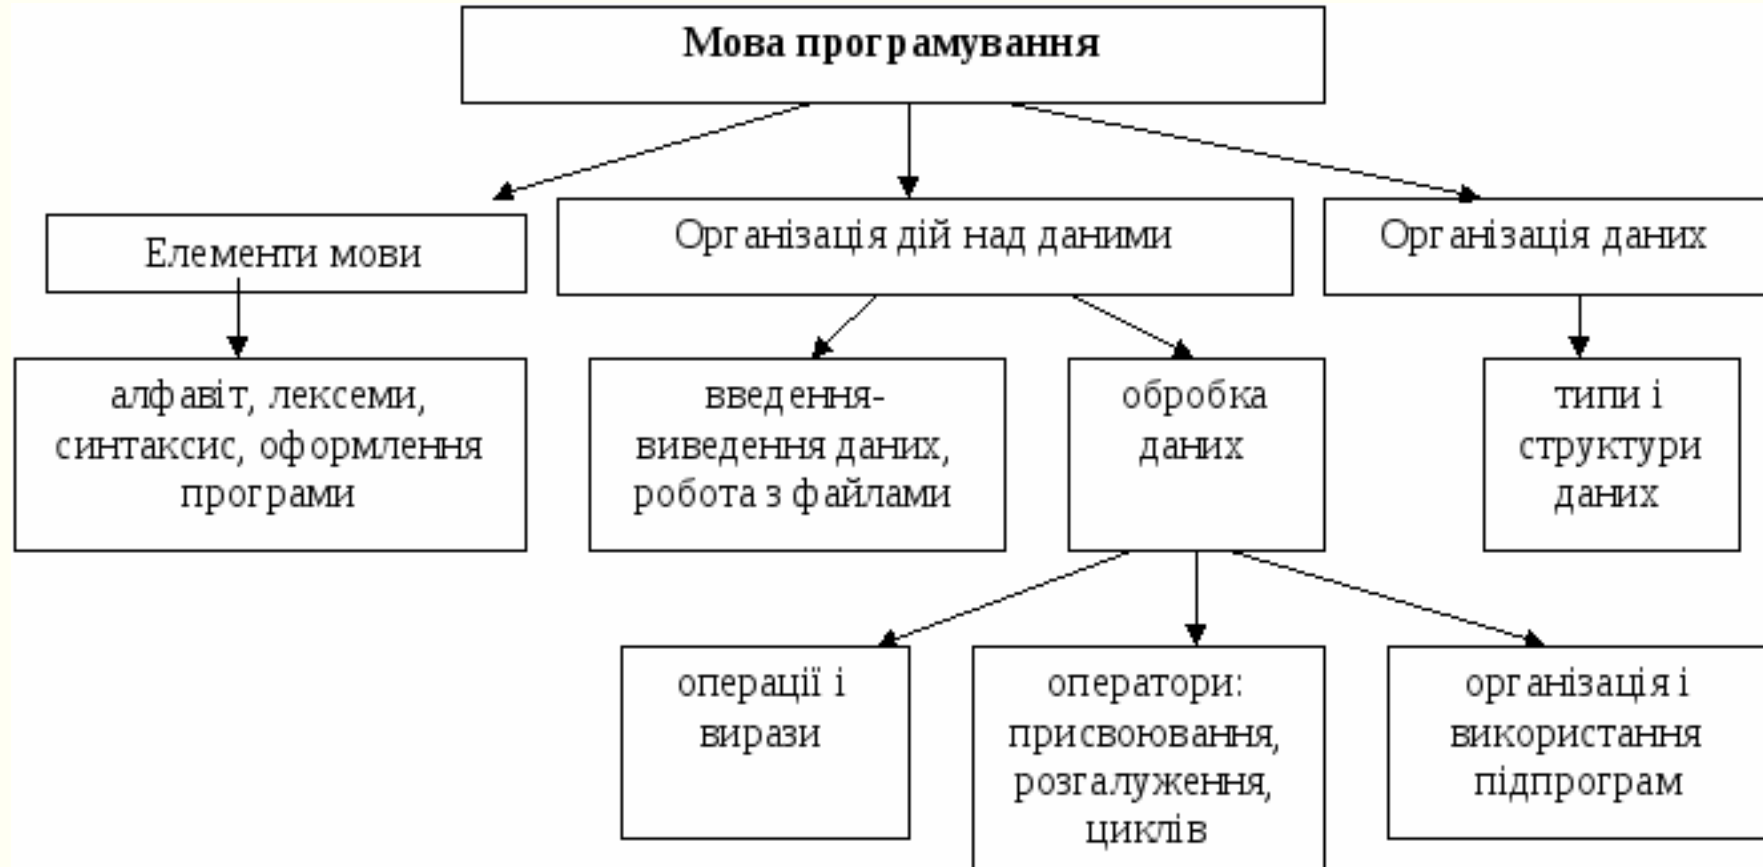 Мова програмування
Елементи мови
Організація дій над даними
Організація даних
алфавіт, лексеми,
синтаксис, оформлення
програми
введення-
виведення даних,
робота з файлами
обробка
даних
типи і
структури
даних
операції і
вирази
оператори:
присвоювання,
розгалуження,
циклів
організація і
використання
підпрограм